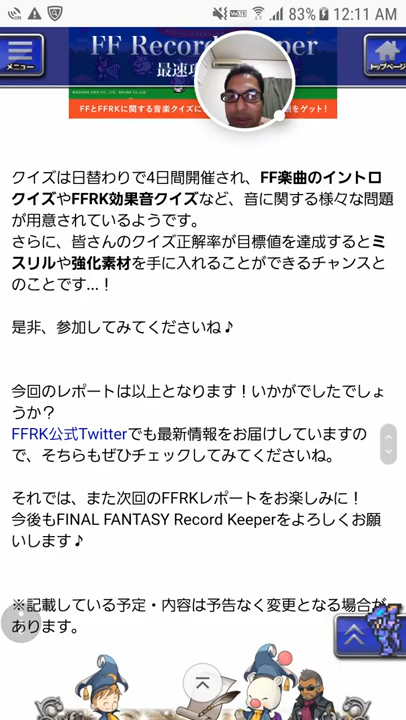 83% 12:11 AM
FF Record Keeper
メニュー
最速攻
トップページ
FFとFFRKに関する音楽クイズに
をゲット！
クイズは日替わりで4日間開催され、FF楽曲のイントロ
クイズやFFRK効果音クイズなど、音に関する様々な問題
が用意されているようです。
さらに、皆さんのクイズ正解率が目標値を達成するとミ
スリルや強化素材を手に入れることができるチャンスと
のことです...！
是非、参加してみてくださいね♪
今回のレポートは以上となります！いかがでしたでしょ
うか？
FFRK公式Twitterでも最新情報をお届けしていますの
で、そちらもぜひチェックしてみてくださいね。
それでは、また次回のFFRKレポートをお楽しみに！
今後もFINAL FANTASY Record Keeperをよろしくお願
いします♪
※記載している予定・内容は予告なく変更となる場合が
あります。